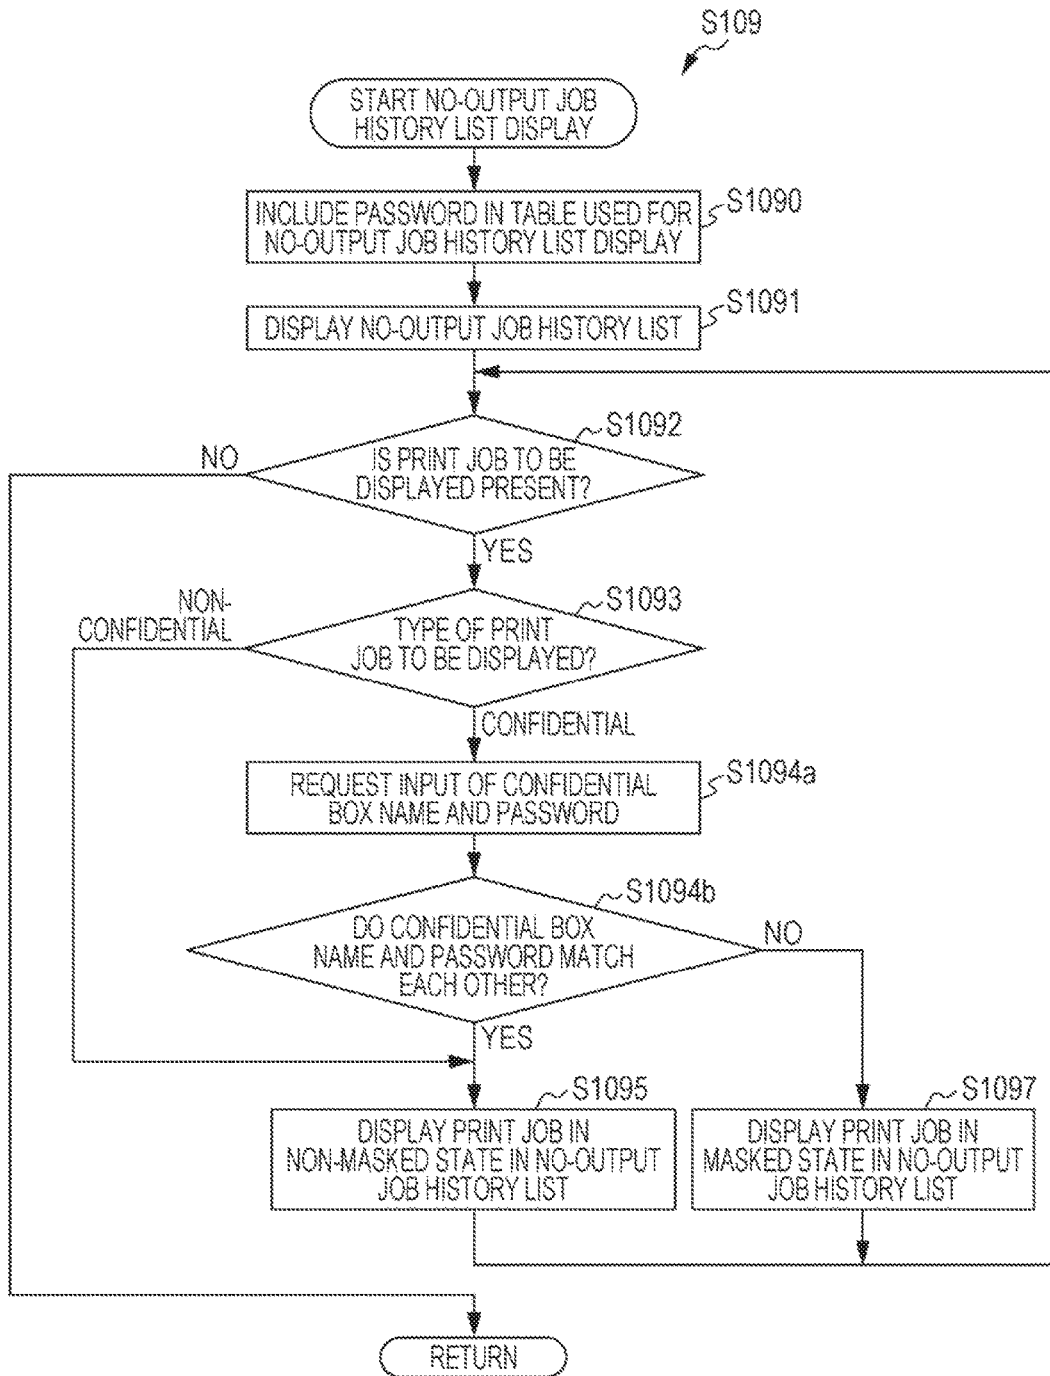 S109
START NO-OUTPUT JOB
HISTORY LIST DISPLAY
S1090
INCLUDE PASSWORD IN TABLE USED FOR
NO-OUTPUT JOB HISTORY LIST DISPLAY
S1091
DISPLAY NO-OUTPUT JOB HISTORY LIST
S1092
NO
IS PRINT JOB TO BE
DISPLAYED PRESENT?
YES
S1093
NON-
CONFIDENTIAL
TYPE OF PRINT
JOB TO BE DISPLAYED?
CONFIDENTIAL
S1094a
REQUEST INPUT OF CONFIDENTIAL
BOX NAME AND PASSWORD
S1094b
DO CONFIDENTIAL BOX
NAME AND PASSWORD MATCH
EACH OTHER?
NO
YES
S1095
DISPLAY PRINT JOB IN
NON-MASKED STATE IN NO-OUTPUT
JOB HISTORY LIST
S1097
DISPLAY PRINT JOB IN
MASKED STATE IN NO-OUTPUT
JOB HISTORY LIST
RETURN